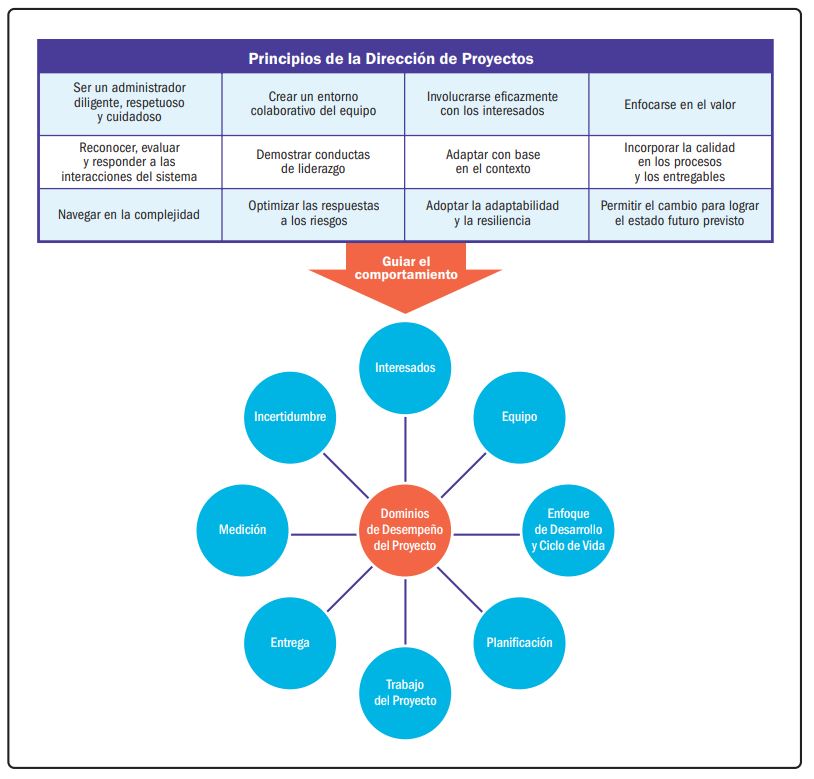 Principios de la Dirección de Proyectos
Ser un administrador
diligente, respetuoso
y cuidadoso
Crear un entorno
colaborativo del equipo
Involucrarse eficazmente
con los interesados
Enfocarse en el valor
Reconocer, evaluar
y responder a las
interacciones del sistema
Demostrar conductas
de liderazgo
Adaptar con base
en el contexto
Incorporar la calidad
en los procesos
y los entregables
Navegar en la complejidad
Optimizar las respuestas
a los riesgos
Adoptar la adaptabilidad
y la resiliencia
Permitir el cambio para lograr
el estado futuro previsto
Guiar el
comportamiento
Interesados
Incertidumbre
Equipo
Medición
Dominios
de Desempeño
del Proyecto
Enfoque
de Desarrollo
y Ciclo de Vida
Entrega
Planificación
Trabajo
del Proyecto